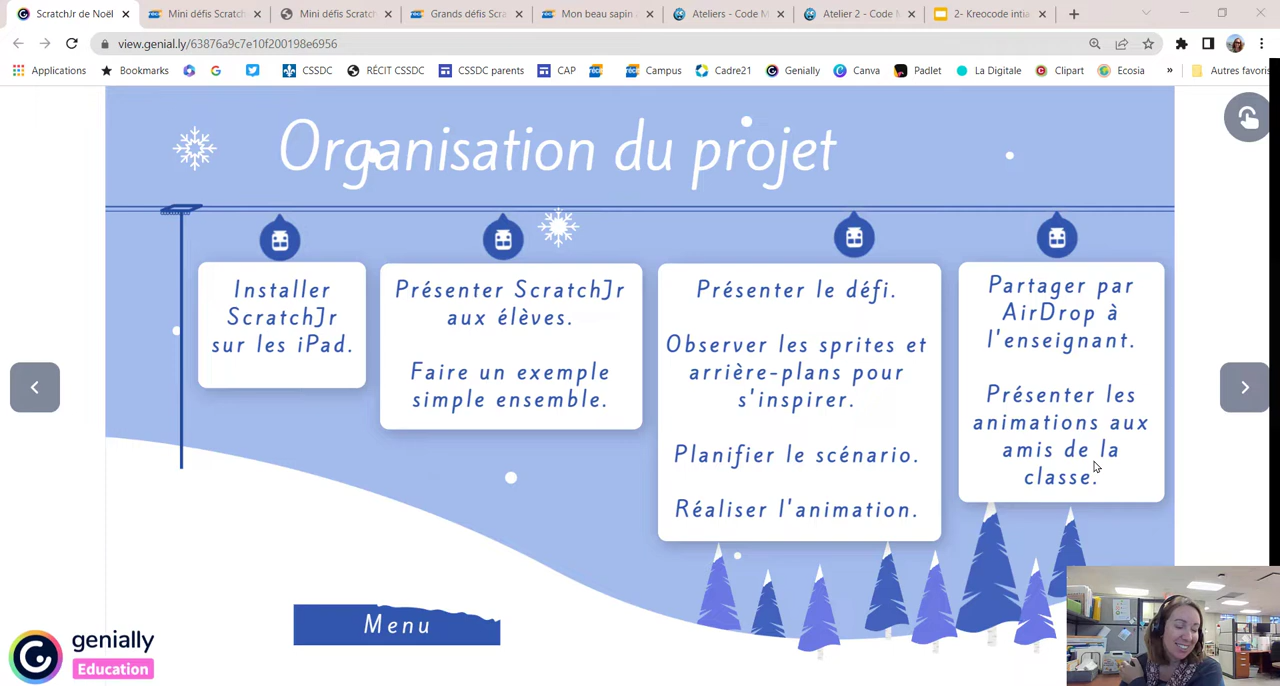 ScratchJr de Noël
Mini défis Scratch
Mini défis Scratch
Grands défis Scra
Mon beau sapin
Ateliers - Code M
Atelier 2 - Code M
2- Kreocode intia
view.genial.ly/63876a9c7e10f200198e6956
Applications
Bookmarks
CSSDC
RÉCIT CSSDC
CSSDC parents
CAP
Campus
Cadre21
Genially
Canva
Padlet
La Digitale
Clipart
Ecosia
»
Autres favoris
Organisation du projet
Installer
ScratchJr
sur les iPad.
Présenter ScratchJr
aux élèves.
Faire un exemple
simple ensemble.
Présenter le défi.
Observer les sprites et
arrière-plans pour
s'inspirer.
Planifier le scénario.
Réaliser l'animation.
Partager par
AirDrop à
l'enseignant.
Présenter les
animations aux
amis de la
classe.
Menu
genially
Education